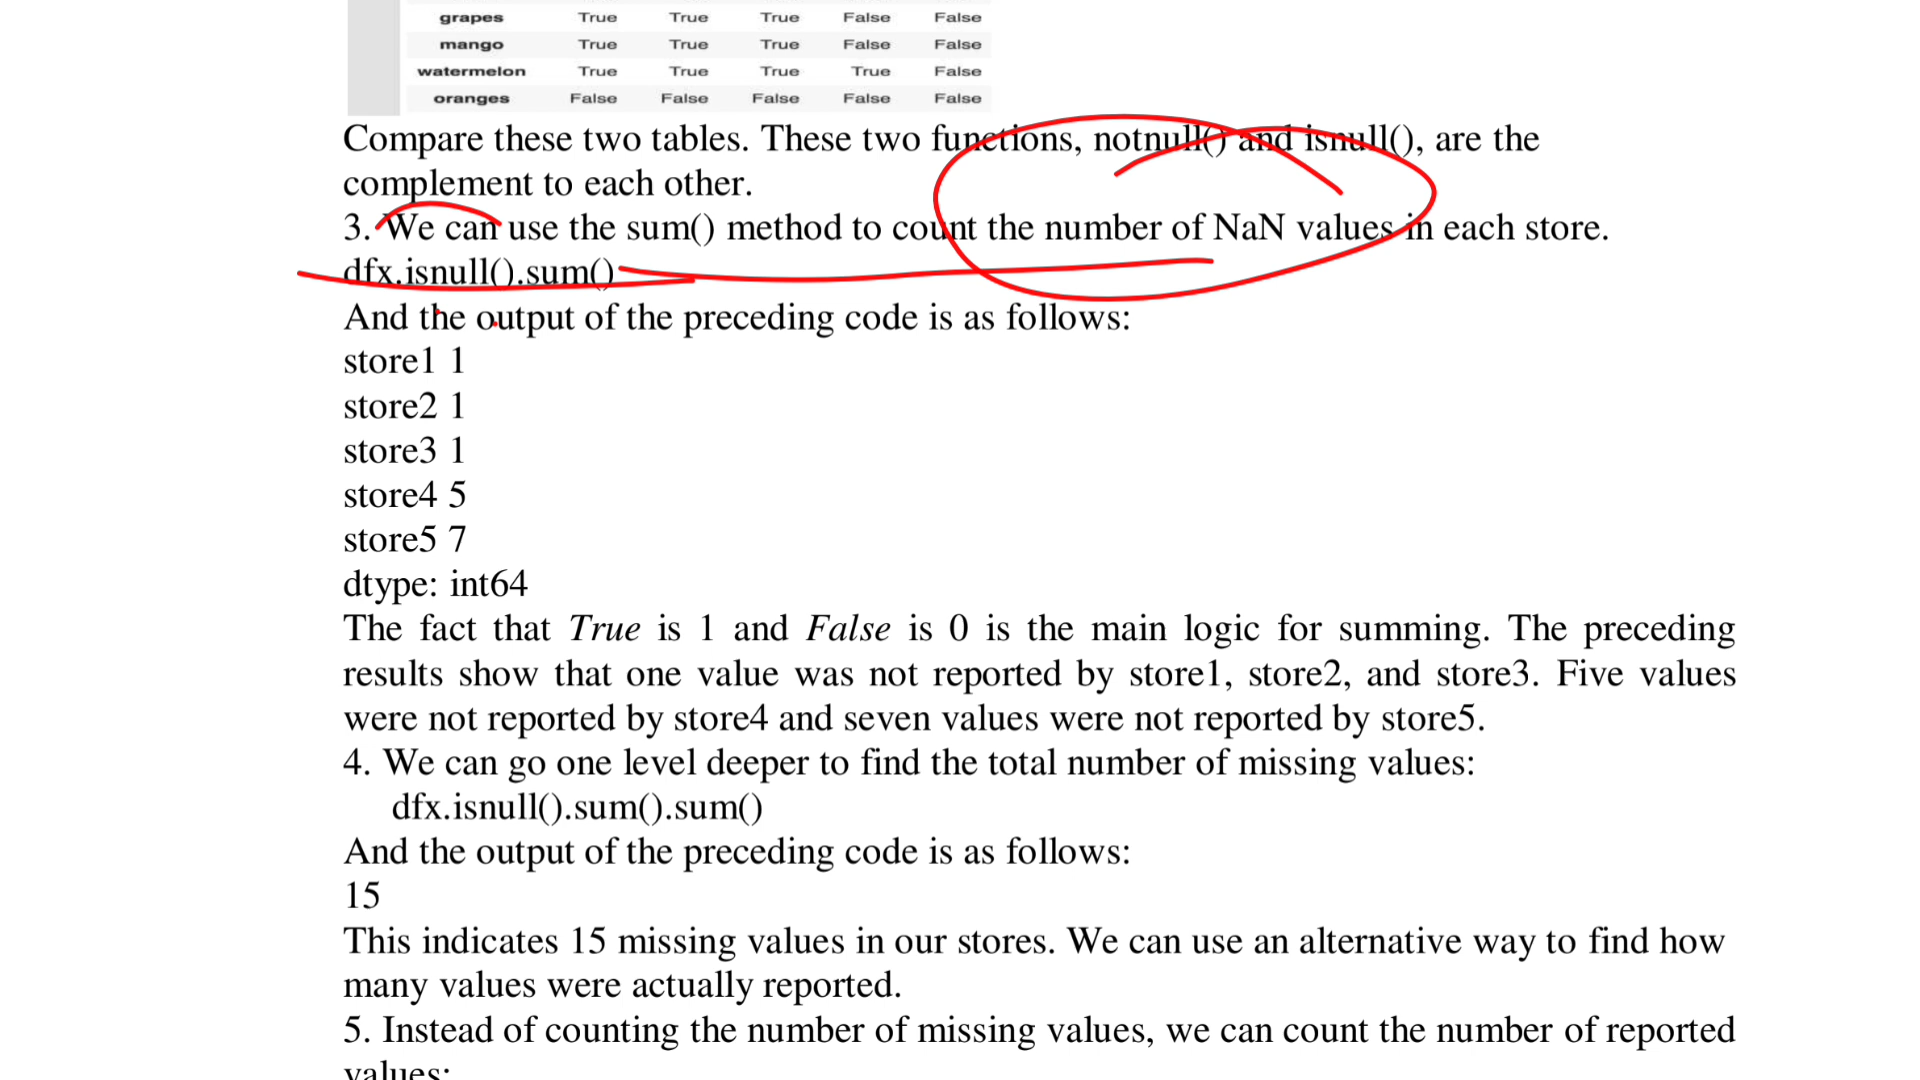 grapes True True True False False
mango True True True False False
watermelon True True True True False
oranges False False False False False
Compare these two tables. These two functions, notnull() and isnull(), are the
complement to each other.
3. We can use the sum() method to count the number of NaN values in each store.
dfx.isnull().sum()
And the output of the preceding code is as follows:
store1 1
store2 1
store3 1
store4 5
store5 7
dtype: int64
The fact that True is 1 and False is 0 is the main logic for summing. The preceding
results show that one value was not reported by store1, store2, and store3. Five values
were not reported by store4 and seven values were not reported by store5.
4. We can go one level deeper to find the total number of missing values:
dfx.isnull().sum().sum()
And the output of the preceding code is as follows:
15
This indicates 15 missing values in our stores. We can use an alternative way to find how
many values were actually reported.
5. Instead of counting the number of missing values, we can count the number of reported
values: